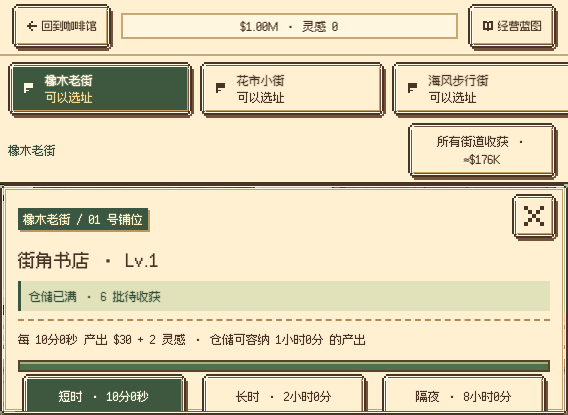 回到咖啡馆
$1.00M · 灵感 0
经营蓝图
橡木老街
可以选址
花市小街
可以选址
海风步行街
可以选址
橡木老街
所有街道收获 ·
≈$176K
橡木老街 / 01 号铺位
街角书店 · Lv.1
仓储已满 · 6 批待收获
每 10分0秒 产出 $30 + 2 灵感 · 仓储可容纳 1小时0分 的产出
短时 · 10分0秒
长时 · 2小时0分
隔夜 · 8小时0分